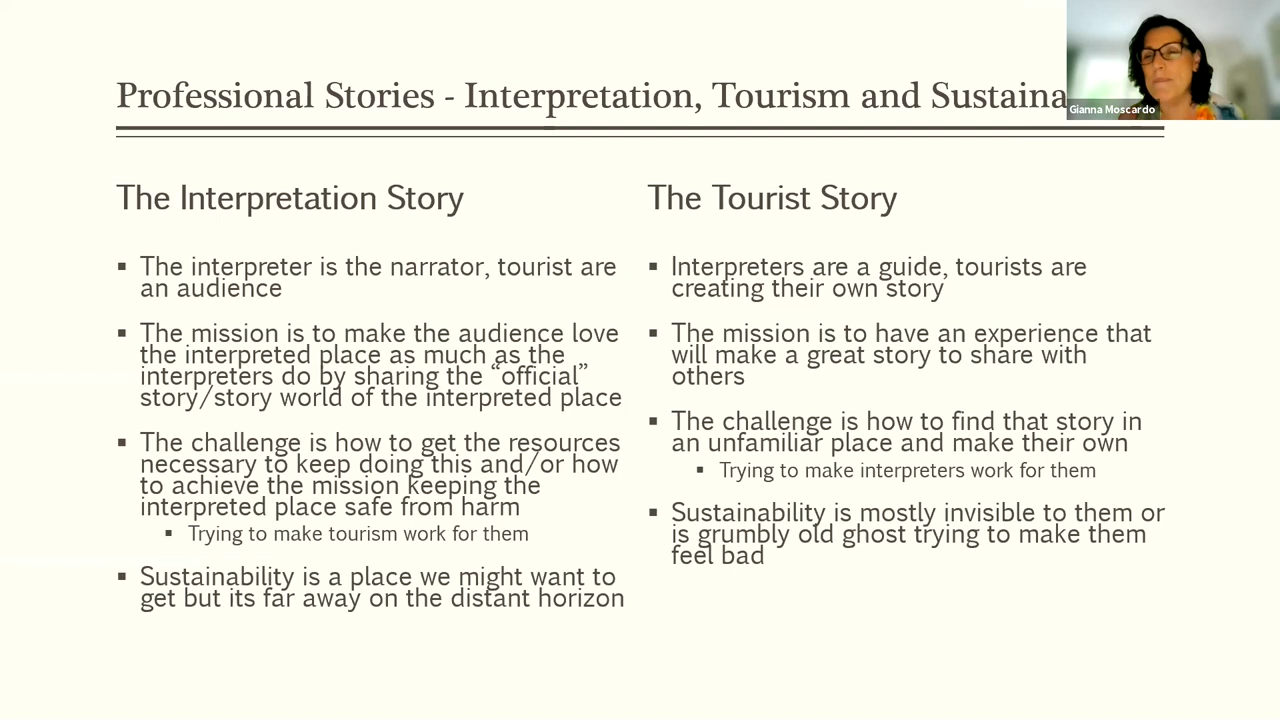 Professional Stories - Interpretation, Tourism and Sustaina
Gianna Moscardo
The Interpretation Story
▪ The interpreter is the narrator, tourist are
an audience
▪ The mission is to make the audience love
the interpreted place as much as the
interpreters do by sharing the “official”
story/story world of the interpreted place
▪ The challenge is how to get the resources
necessary to keep doing this and/or how
to achieve the mission keeping the
interpreted place safe from harm
▪ Trying to make tourism work for them
▪ Sustainability is a place we might want to
get but its far away on the distant horizon
The Tourist Story
▪ Interpreters are a guide, tourists are
creating their own story
▪ The mission is to have an experience that
will make a great story to share with
others
▪ The challenge is how to find that story in
an unfamiliar place and make their own
▪ Trying to make interpreters work for them
▪ Sustainability is mostly invisible to them or
is grumbly old ghost trying to make them
feel bad